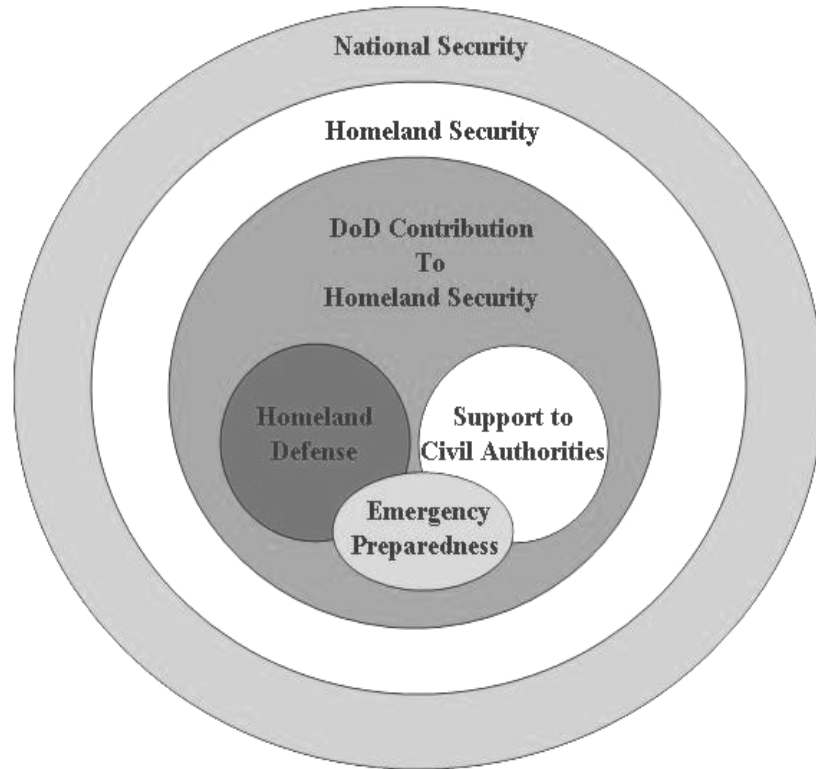 National Security
Homeland Security
DoD Contribution
To
Homeland Security
Homeland
Defense
Support to
Civil Authorities
Emergency
Preparedness